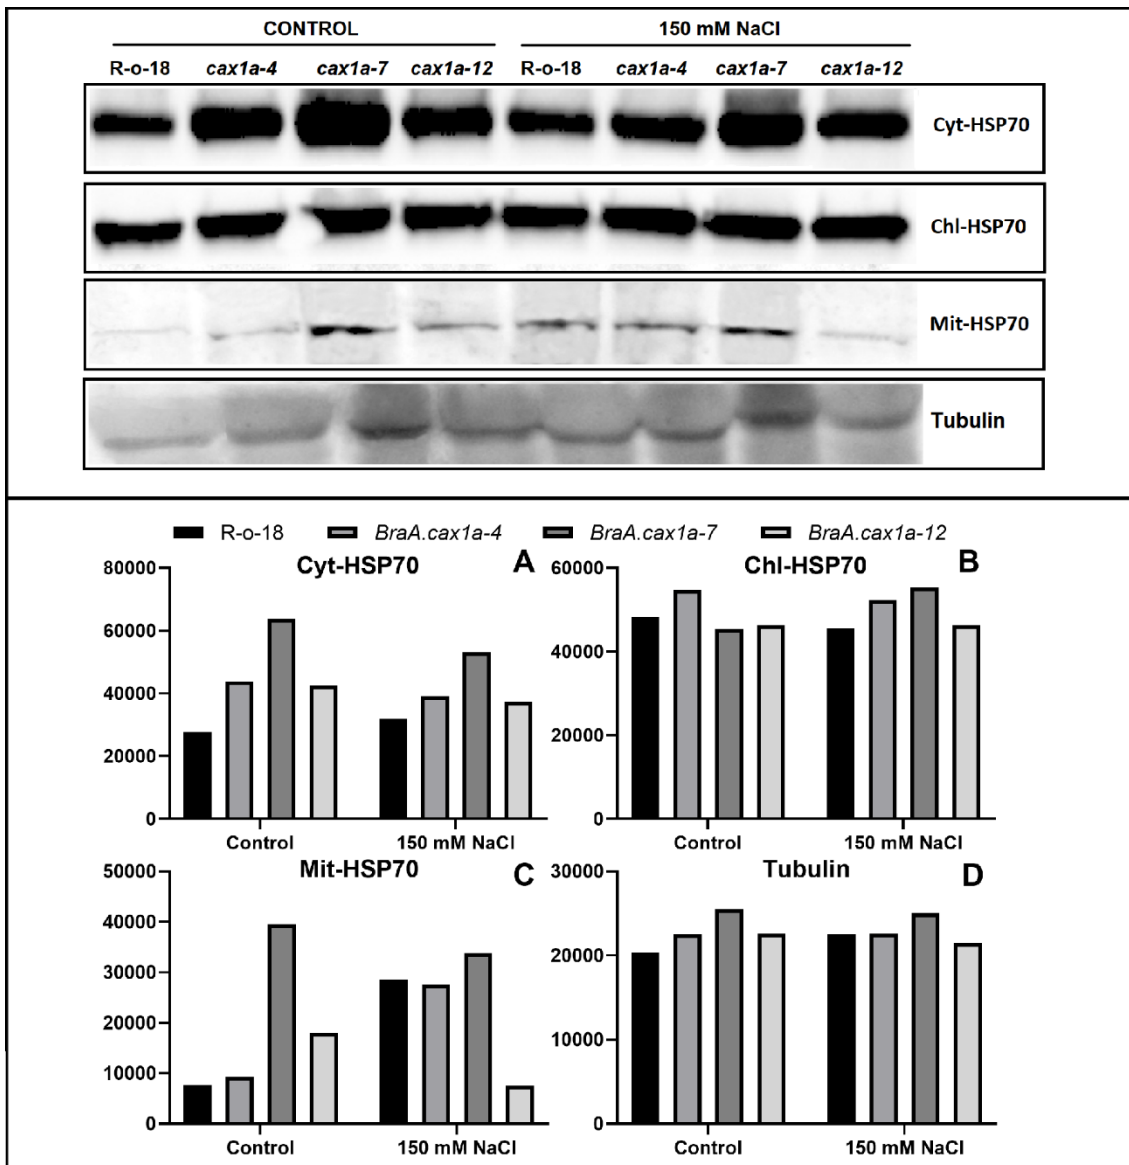 CONTROL 150 mM NaCl
R-o-18 cax1a-4 cax1a-7 cax1a-12 R-o-18 cax1a-4 cax1a-7 cax1a-12
Cyt-HSP70
Chl-HSP70
Mit-HSP70
Tubulin
R-o-18 BraA.cax1a-4 BraA.cax1a-7 BraA.cax1a-12
Cyt-HSP70 A
80000
60000
40000
20000
0
Control 150 mM NaCl
Chl-HSP70 B
60000
40000
20000
0
Control 150 mM NaCl
Mit-HSP70 C
50000
40000
30000
20000
10000
0
Control 150 mM NaCl
Tubulin D
30000
20000
10000
0
Control 150 mM NaCl